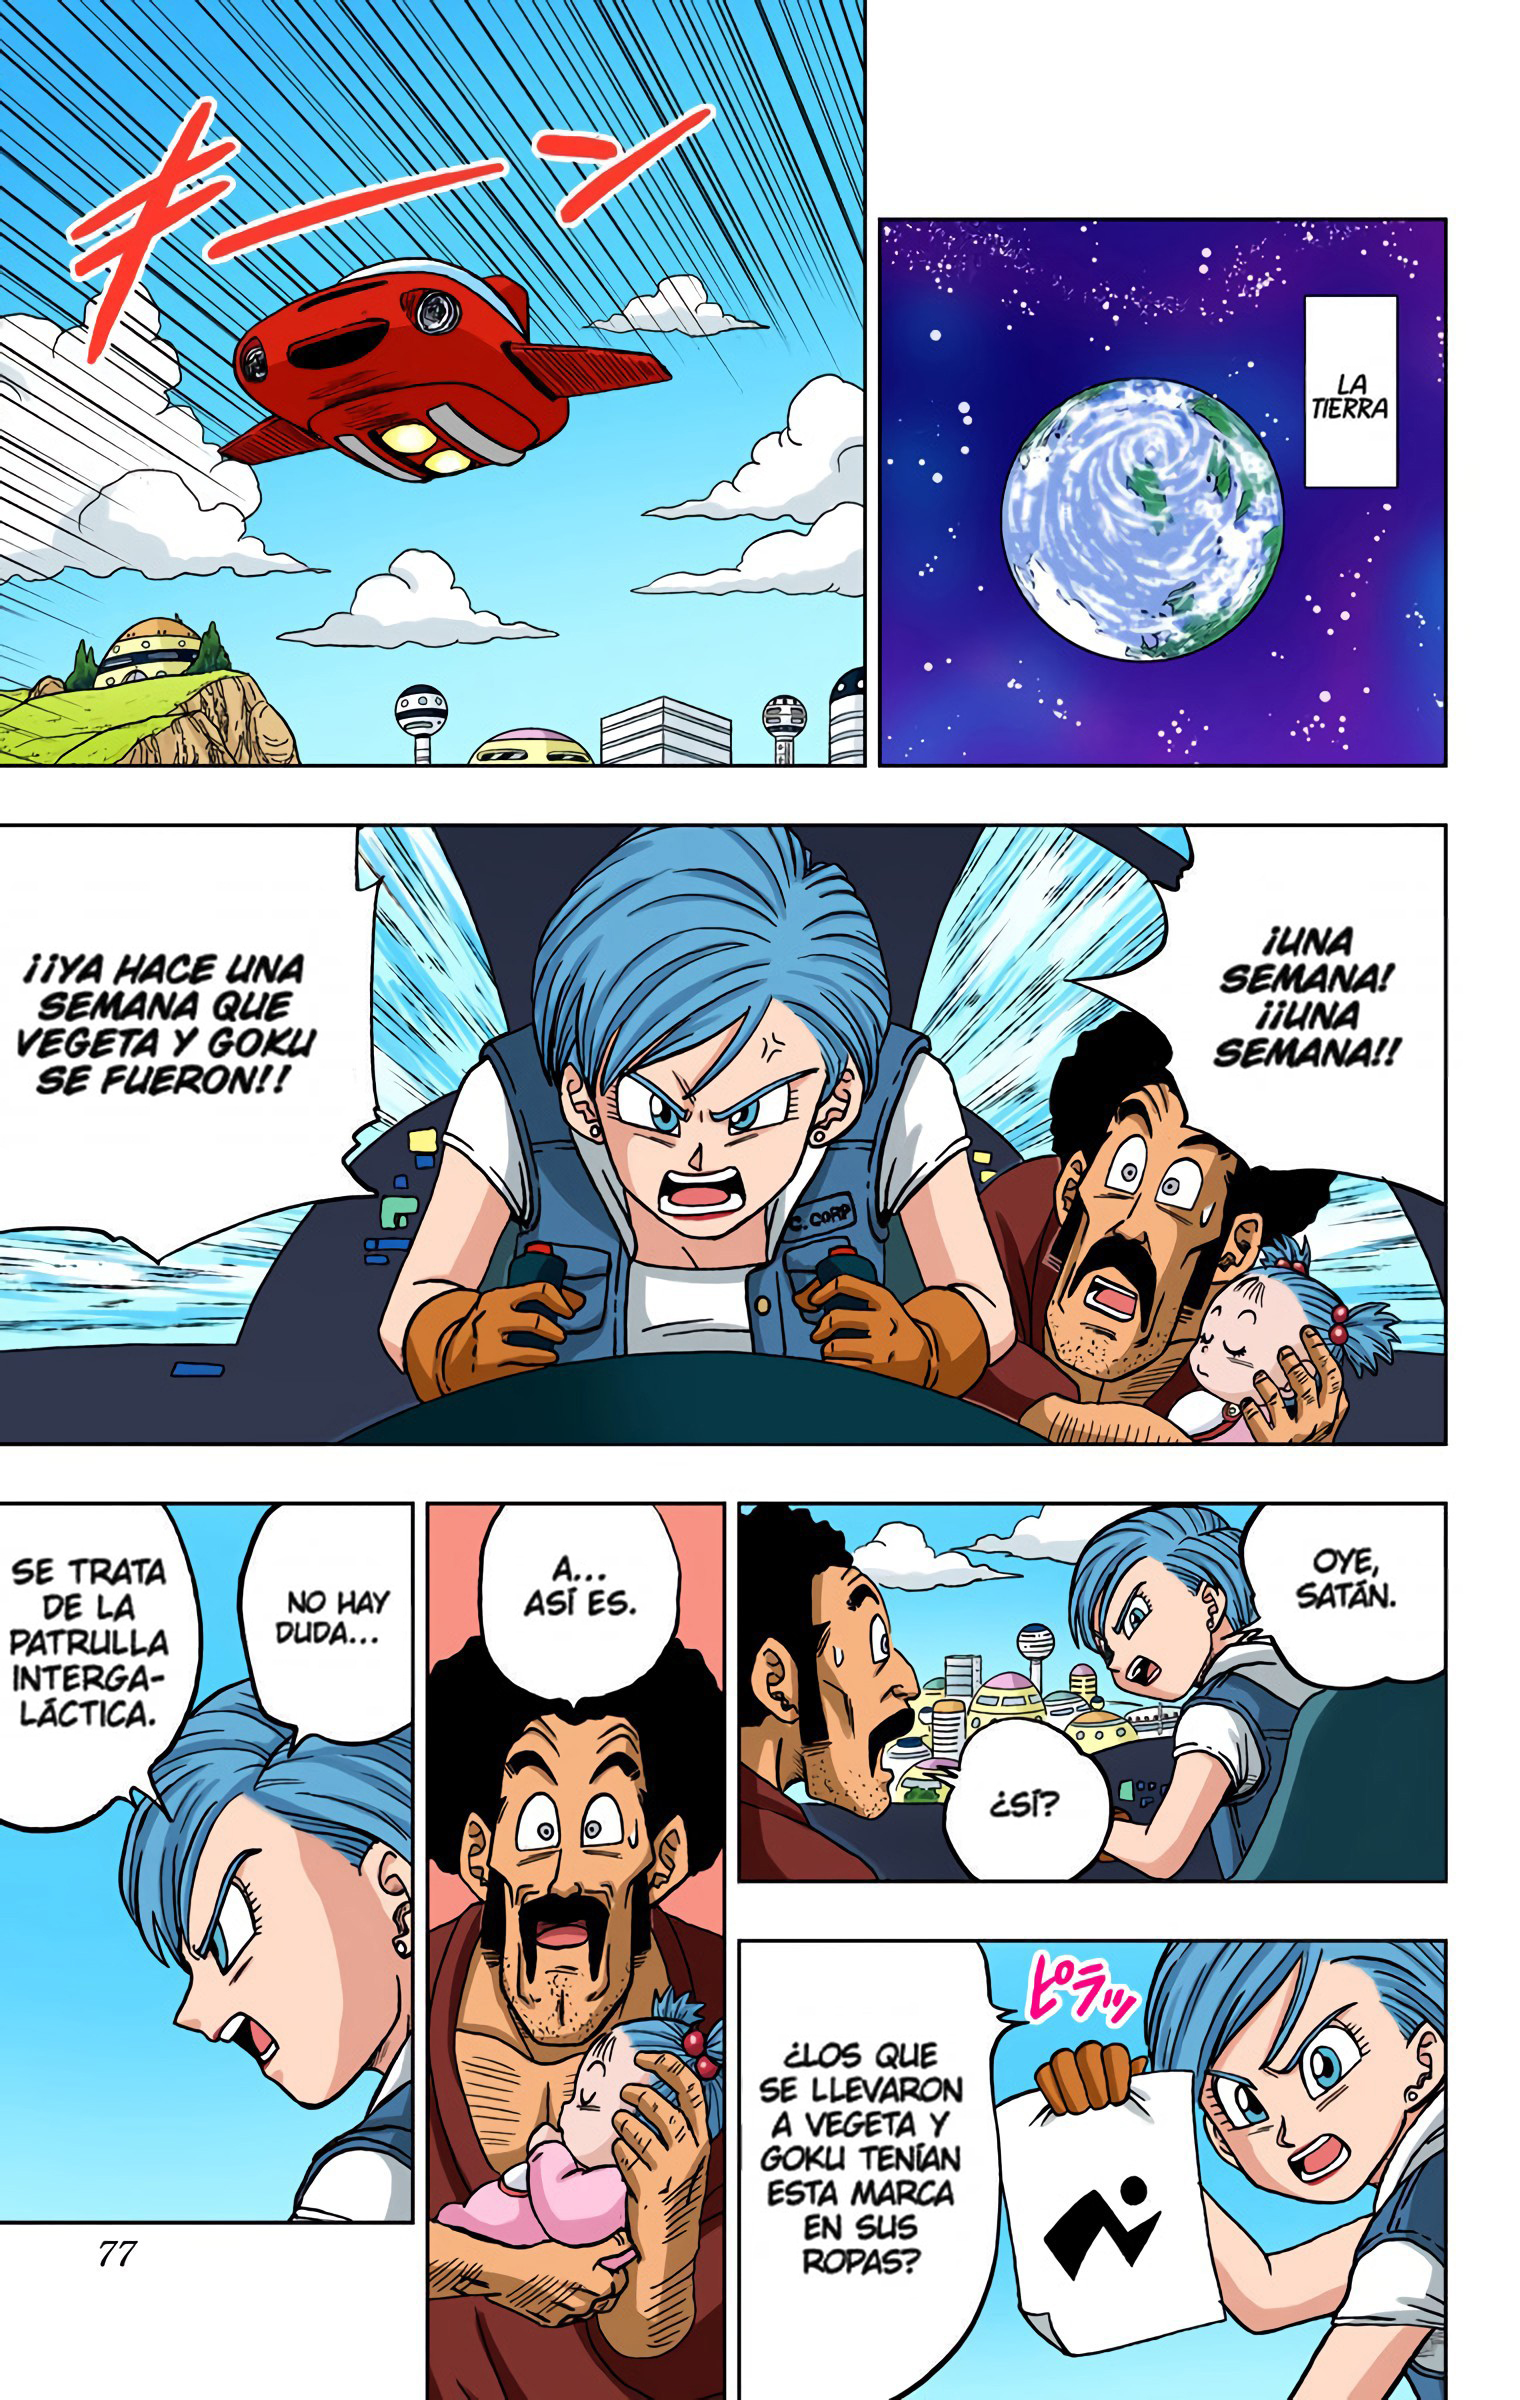 LA
TIERRA
キーン
¡UNA
SEMANA!
¡¡UNA
SEMANA!!
¡¡YA HACE UNA
SEMANA QUE
VEGETA Y GOKU
SE FUERON!!
C. CORP
OYE,
SATÁN.
¿SÍ?
ピラッ
¿LOS QUE
SE LLEVARON
A VEGETA Y
GOKU TENÍAN
ESTA MARCA
EN SUS
ROPAS?
A...
ASÍ ES.
NO HAY
DUDA...
SE TRATA
DE LA
PATRULLA
INTERGA-
LÁCTICA.
77